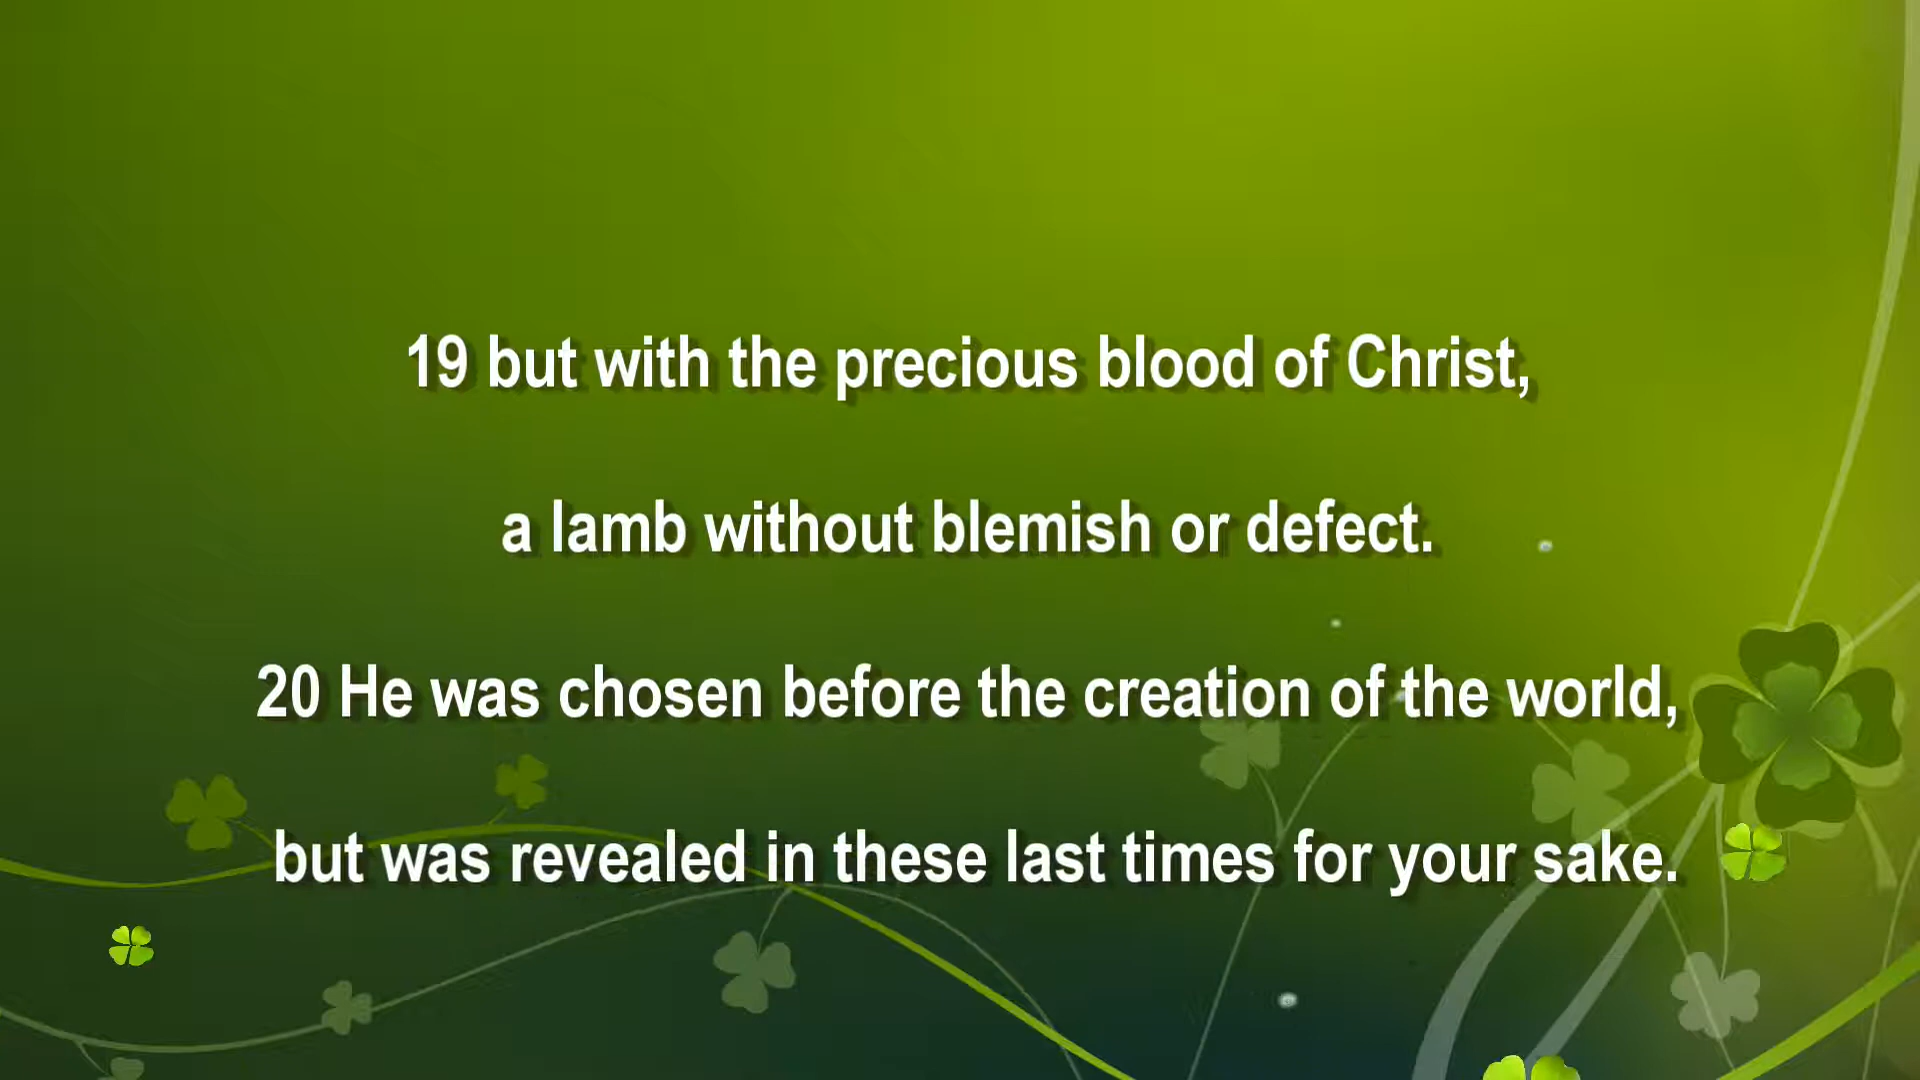 19 but with the precious blood of Christ,
a lamb without blemish or defect.
20 He was chosen before the creation of the world,
but was revealed in these last times for your sake.